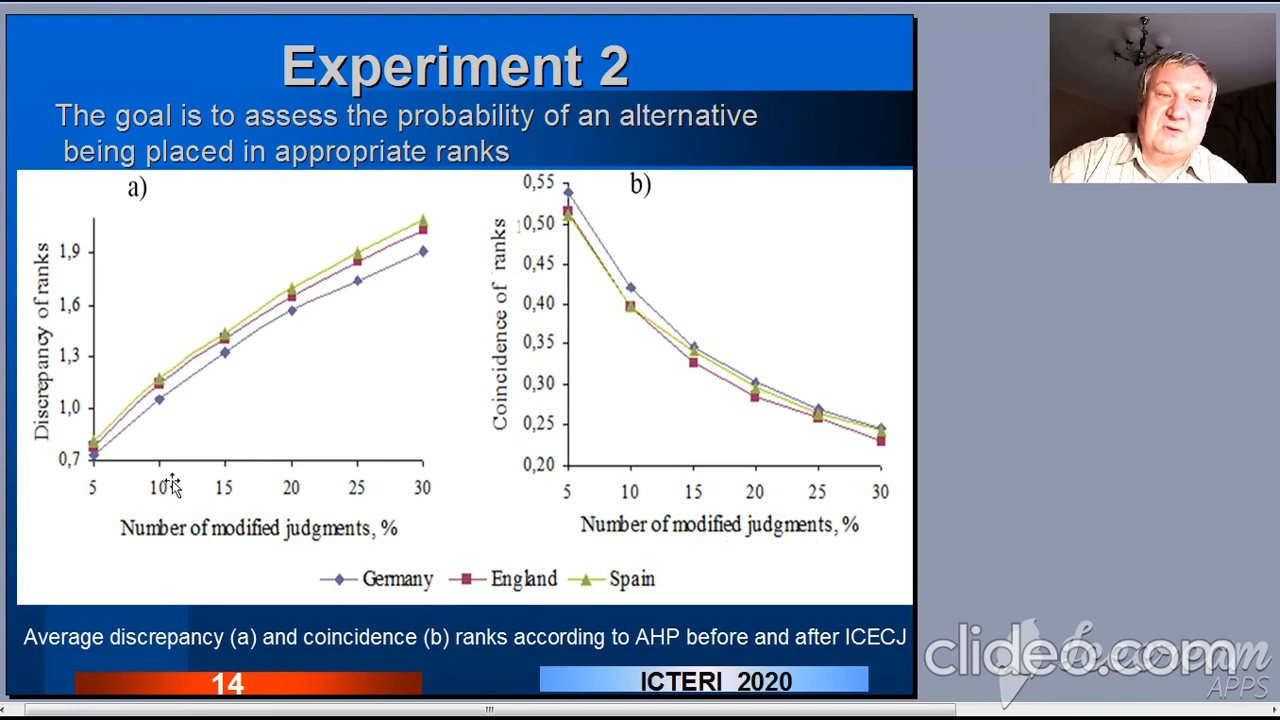 Experiment 2
The goal is to assess the probability of an alternative
being placed in appropriate ranks
a)
Discrepancy of ranks
1,9
1,6
1,3
1,0
0,7
5 10 15 20 25 30
Number of modified judgments, %
b)
Coincidence of ranks
0,55
0,50
0,45
0,40
0,35
0,30
0,25
0,20
5 10 15 20 25 30
Number of modified judgments, %
Germany England Spain
Average discrepancy (a) and coincidence (b) ranks according to AHP before and after ICECJ
14
ICTERI 2020
clideo.com
APPS